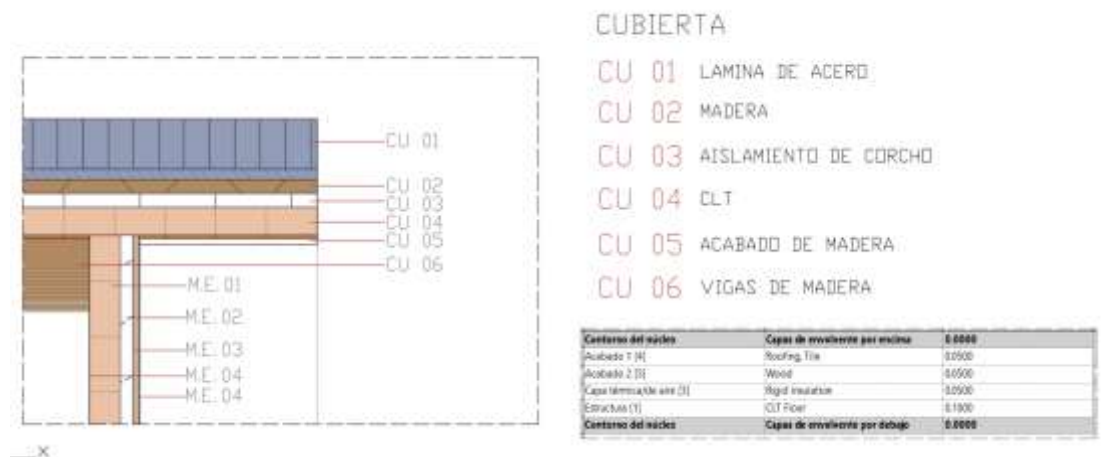 CUBIERTA
CU 01 LAMINA DE ACERO
CU 02 MADERA
CU 03 AISLAMIENTO DE CORCHO
CU 04 CLT
CU 05 ACABADO DE MADERA
CU 06 VIGAS DE MADERA
CU 01
CU 02
CU 03
CU 04
CU 05
CU 06
M.E. 01
M.E. 02
M.E. 03
M.E. 04
M.E. 04
Contorno del núcleo Capas de envolvente por encima 0.0000
Acabado 1 [4] Roofing, Tile 0.0500
Acabado 2 [5] Wood 0.0500
Capa térmica/de aire [3] Rigid insulation 0.0500
Estructura [1] CLT Floor 0.1000
Contorno del núcleo Capas de envolvente por debajo 0.0000
X